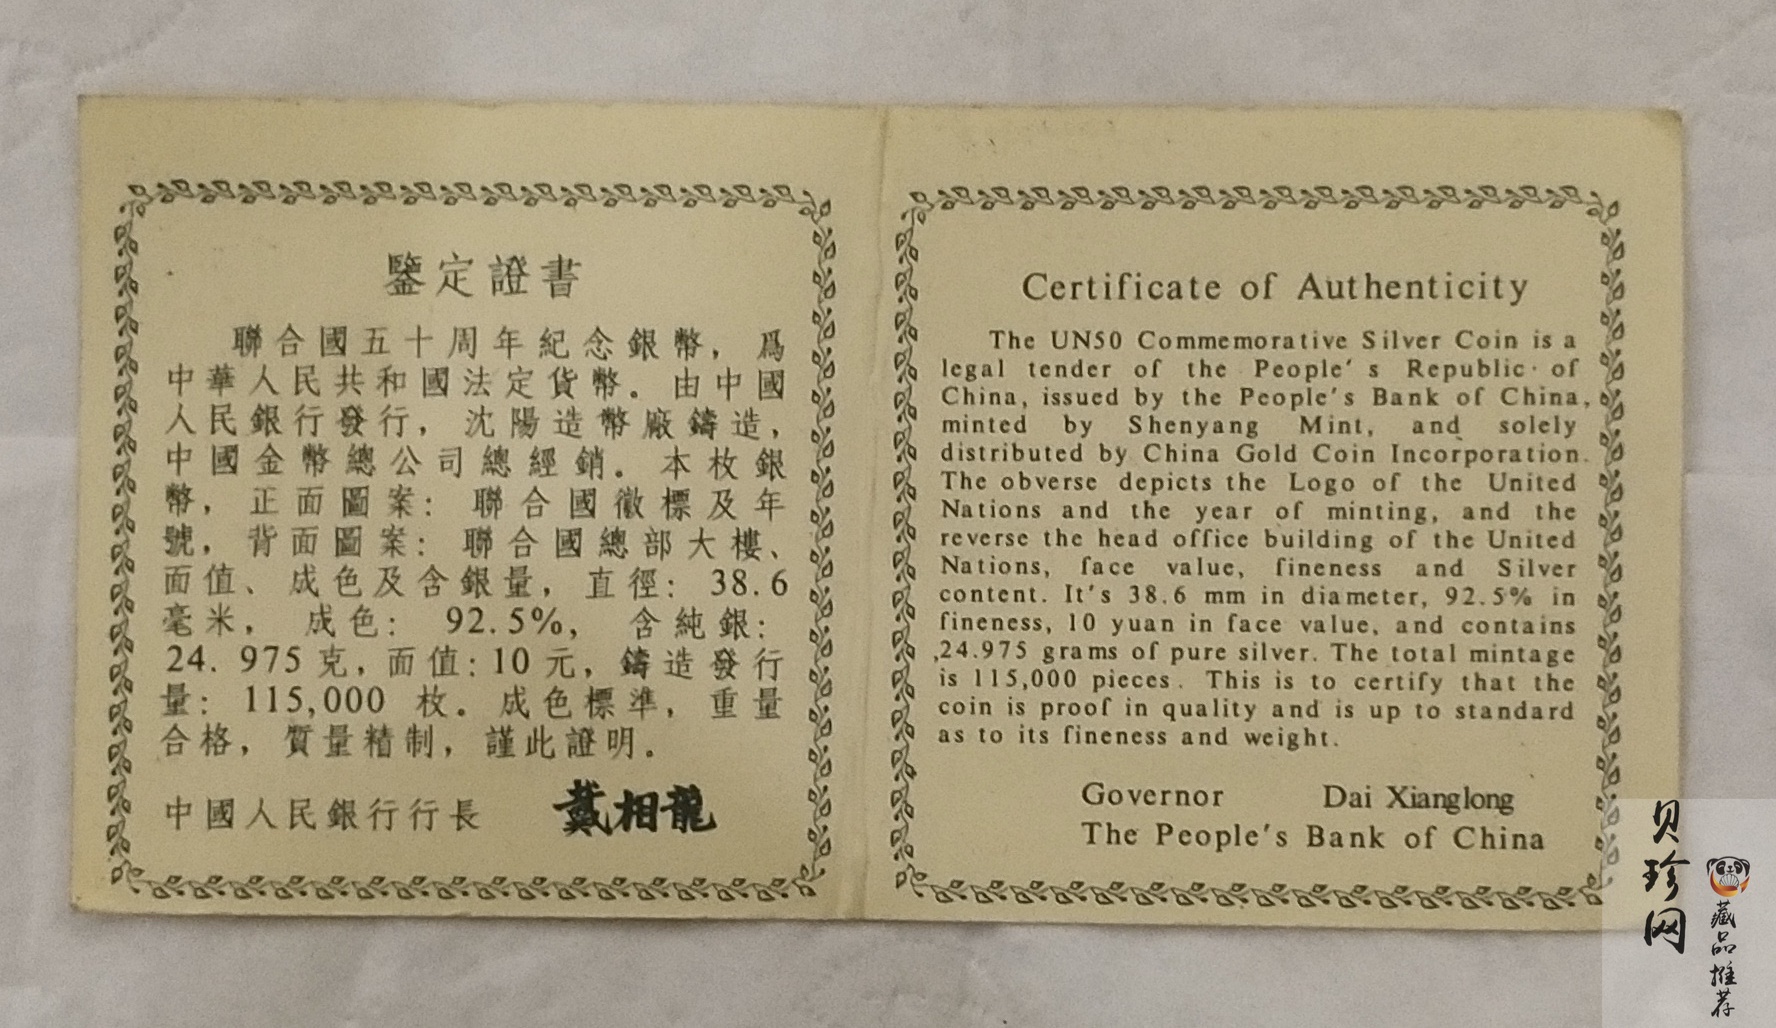 鑒定證書
聯合國五十周年紀念銀幣，爲
中華人民共和國法定貨幣。由中國
人民銀行發行，沈陽造幣廠鑄造，
中國金幣總公司總經銷。本枚銀
幣，正面圖案：聯合國徽標及年
號，背面圖案：聯合國總部大樓、
面值、成色及含銀量，直徑：38.6
毫米，成色：92.5%，含純銀：
24.975克，面值：10元，鑄造發行
量：115,000 枚。成色標準，重量
合格，質量精制，謹此證明。
中國人民銀行行長 戴相龍
Certificate of Authenticity
The UN50 Commemorative Silver Coin is a
legal tender of the People's Republic of
China, issued by the People's Bank of China,
minted by Shenyang Mint, and solely
distributed by China Gold Coin Incorporation.
The obverse depicts the Logo of the United
Nations and the year of minting, and the
reverse the head office building of the United
Nations, face value, fineness and Silver
content. It's 38.6 mm in diameter, 92.5% in
fineness, 10 yuan in face value, and contains
24.975 grams of pure silver. The total mintage
is 115,000 pieces. This is to certify that the
coin is proof in quality and is up to standard
as to its fineness and weight.
Governor Dai Xianglong
The People's Bank of China
贝珍网
藏品推荐